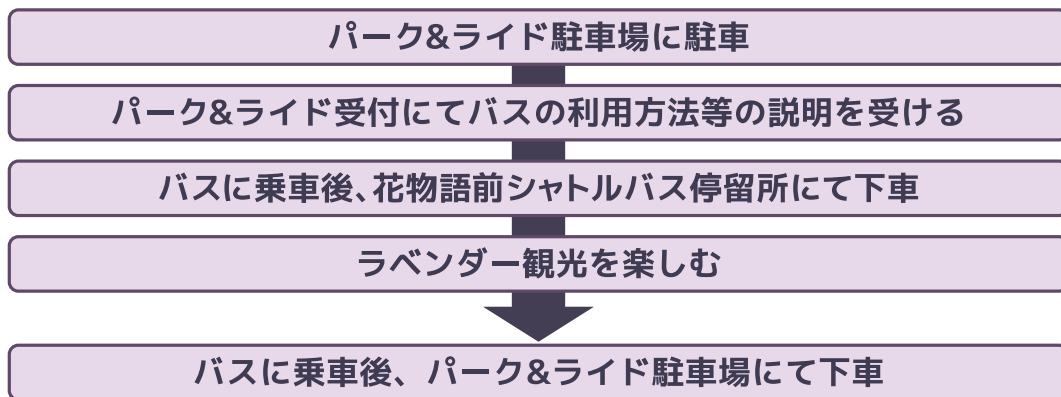 パーク&ライド駐車場に駐車
パーク&ライド受付にてバスの利用方法等の説明を受ける
バスに乗車後、花物語前シャトルバス停留所にて下車
ラベンダー観光を楽しむ
バスに乗車後、パーク&ライド駐車場にて下車